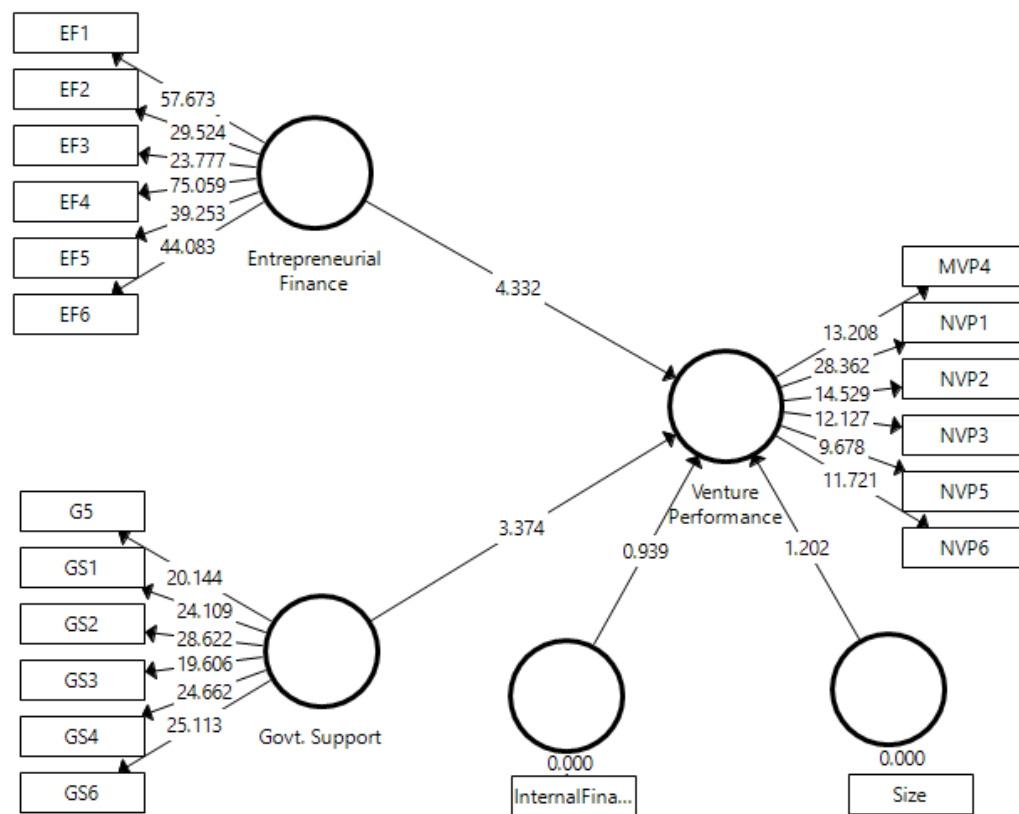 EF1
EF2
EF3
EF4
EF5
EF6
57.673
29.524
23.777
75.059
39.253
44.083
Entrepreneurial
Finance
4.332
MVP4
NVP1
NVP2
NVP3
NVP5
NVP6
13.208
28.362
14.529
12.127
9.678
11.721
Venture
Performance
G5
GS1
GS2
GS3
GS4
GS6
20.144
24.109
28.622
19.606
24.662
25.113
Govt. Support
3.374
0.939
1.202
0.000
InternalFina...
0.000
Size